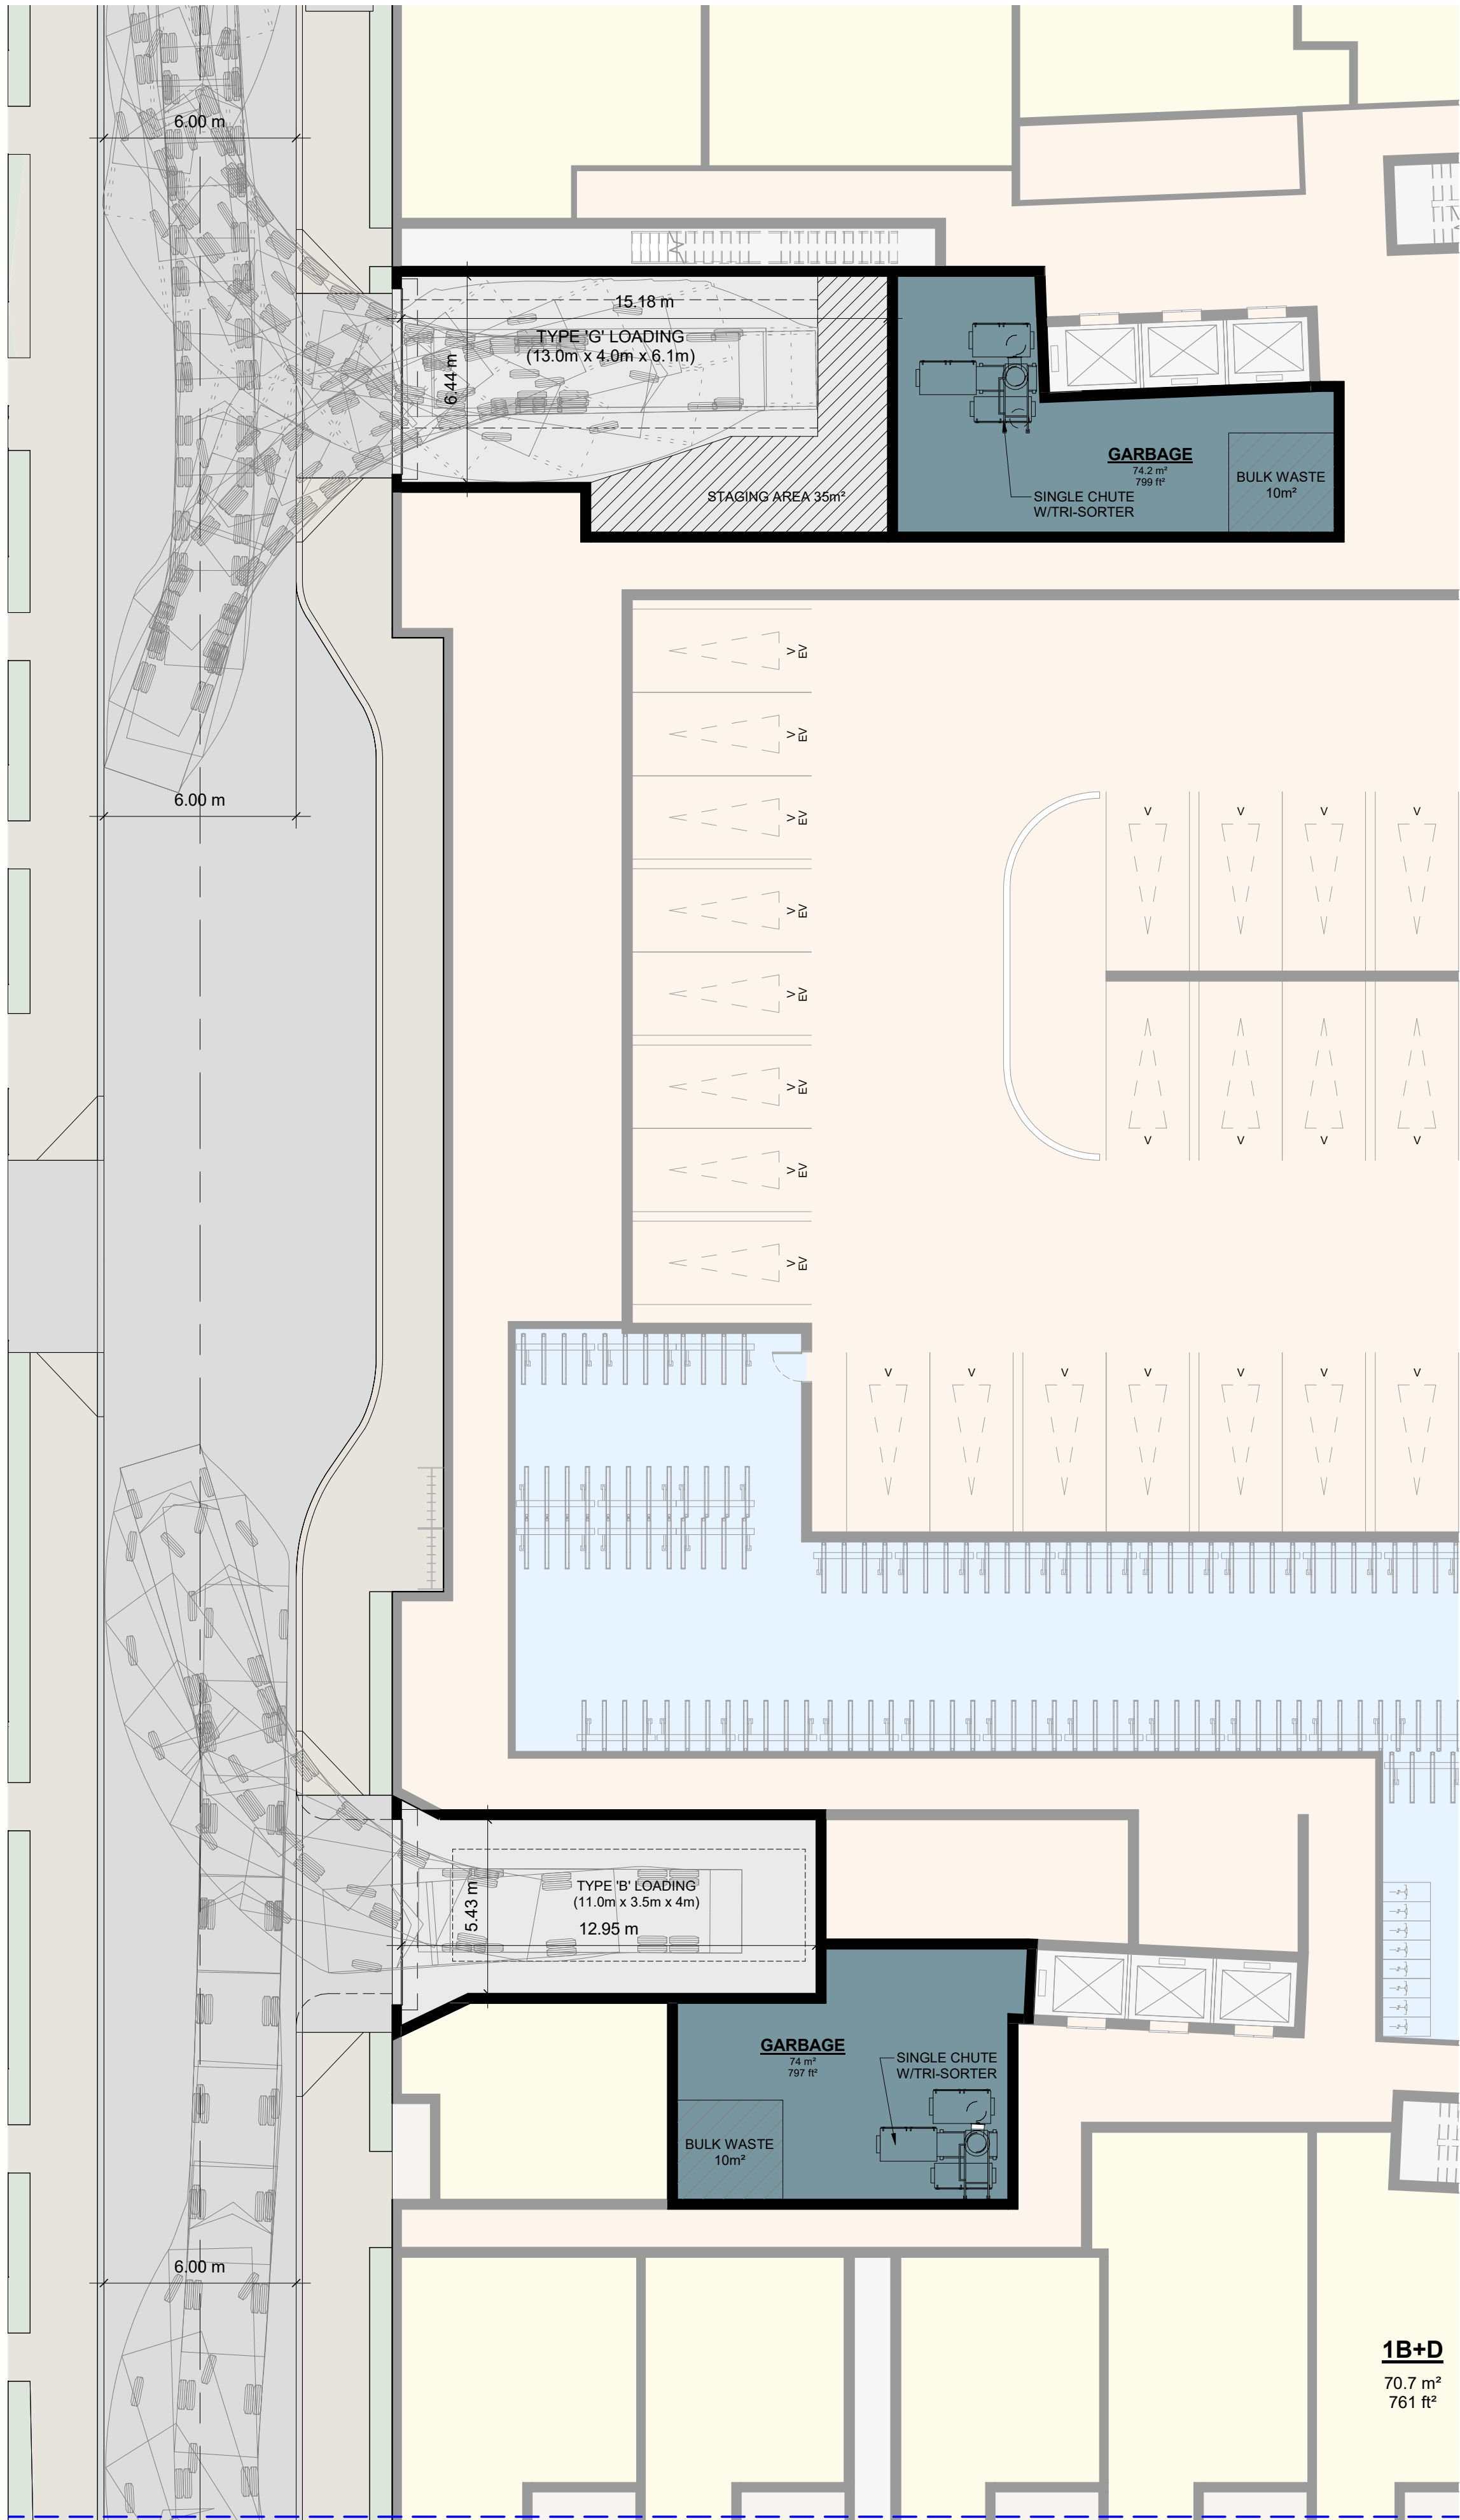 6.00 m
15.18 m
TYPE 'G' LOADING
(13.0m x 4.0m x 6.1m)
6.44 m
STAGING AREA 35m²
GARBAGE
74.2 m²
799 ft²
SINGLE CHUTE
W/TRI-SORTER
BULK WASTE
10m²
V
EV
V
EV
6.00 m
V
EV
V V V V
V
EV
V
EV
V
EV
V V V V
V
EV
V
EV
V V V V V V V
TYPE 'B' LOADING
(11.0m x 3.5m x 4m)
5.43 m
12.95 m
GARBAGE
74 m²
797 ft²
SINGLE CHUTE
W/TRI-SORTER
BULK WASTE
10m²
6.00 m
1B+D
70.7 m²
761 ft²